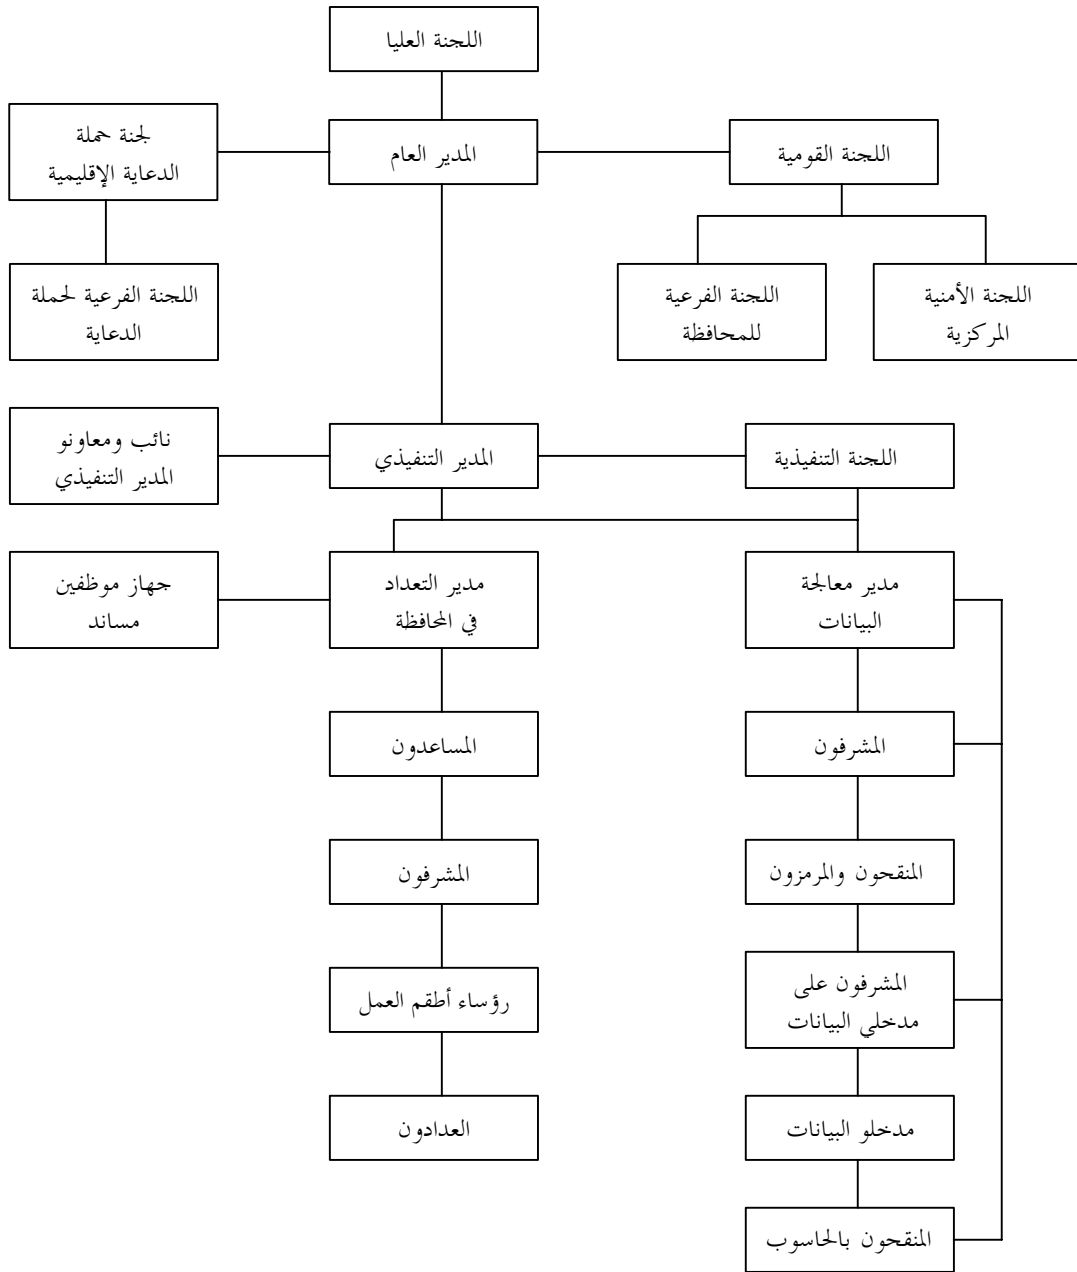 اللجنة العليا
اللجنة القومية
المدير العام
لجنة حملة
الدعاية الإقليمية
اللجنة الأمنية
المركزية
اللجنة الفرعية
للمحافظة
اللجنة الفرعية لحملة
الدعاية
اللجنة التنفيذية
المدير التنفيذي
نائب ومعاونو
المدير التنفيذي
مدير معالجة
البيانات
مدير التعداد
في المحافظة
جهاز موظفين
مساند
المشرفون
المساعدون
المنقحون والمرمزون
المشرفون
المشرفون على
مدخلي البيانات
رؤساء أطقم العمل
مدخلو البيانات
العدادون
المنقحون بالحاسوب